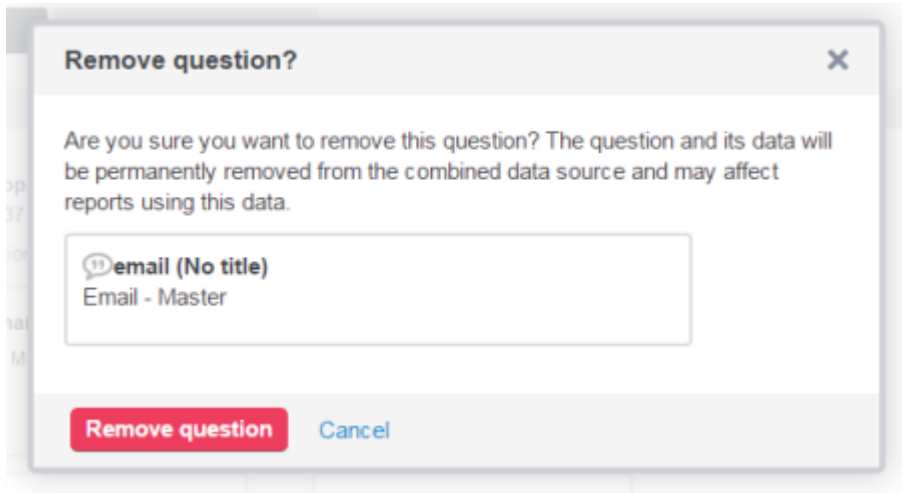 Remove question?
Are you sure you want to remove this question? The question and its data will
be permanently removed from the combined data source and may affect
reports using this data.
email (No title)
Email - Master
Remove question
Cancel